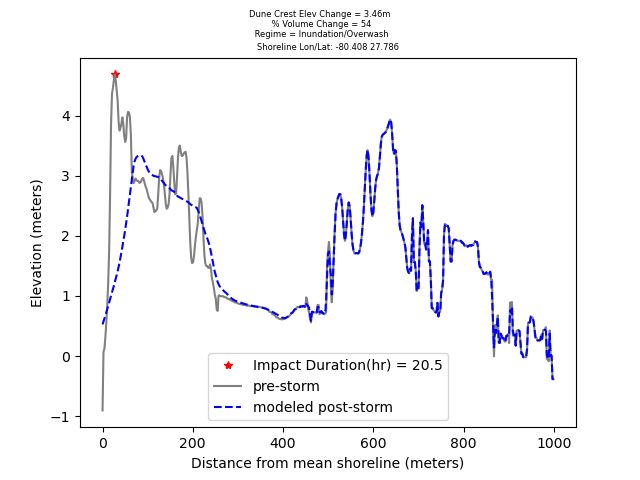 Dune Crest Elev Change = 3.46m
% Volume Change = 54
Regime = Inundation/Overwash
Shoreline Lon/Lat: -80.408 27.786
4
3
2
1
0
−1
Elevation (meters)
Impact Duration(hr) = 20.5
pre-storm
modeled post-storm
0 200 400 600 800 1000
Distance from mean shoreline (meters)